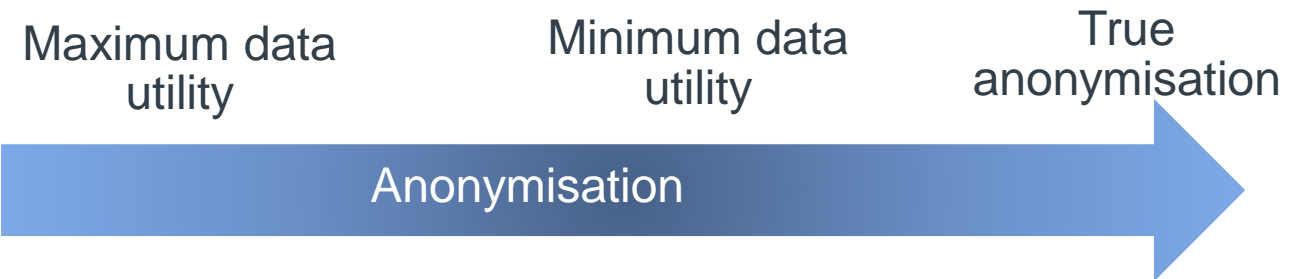 Maximum data
utility
Minimum data
utility
True
anonymisation
Anonymisation